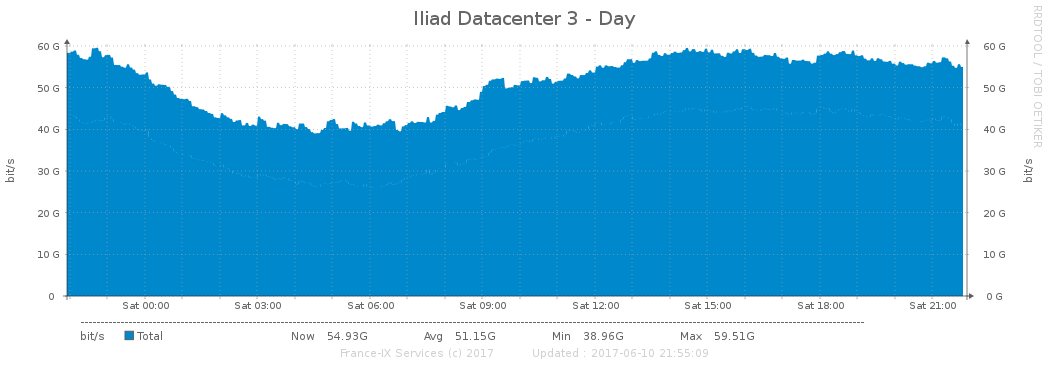 Iliad Datacenter 3 - Day
RRDTOOL / TOBI OETIKER
60 G 60 G
50 G 50 G
40 G 40 G
30 G 30 G
20 G 20 G
10 G 10 G
0 0 G
bit/s bit/s
Sat 00:00 Sat 03:00 Sat 06:00 Sat 09:00 Sat 12:00 Sat 15:00 Sat 18:00 Sat 21:00
bit/s Total Now 54.93G Avg 51.15G Min 38.96G Max 59.51G
France-IX Services (c) 2017 Updated : 2017-06-10 21:55:09